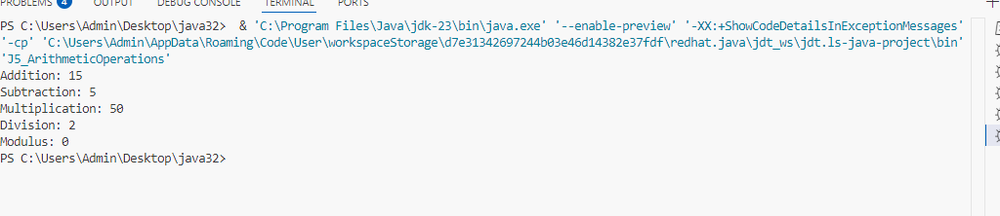 PROBLEMS 4 OUTPUT DEBUG CONSOLE TERMINAL PORTS
PS C:\Users\Admin\Desktop\java32>  & 'C:\Program Files\Java\jdk-23\bin\java.exe' '--enable-preview' '-XX:+ShowCodeDetailsInExceptionMessages'
'-cp' 'C:\Users\Admin\AppData\Roaming\Code\User\workspaceStorage\d7e31342697244b03e46d14382e37fdf\redhat.java\jdt_ws\jdt.ls-java-project\bin'
'J5_ArithmeticOperations'
Addition: 15
Subtraction: 5
Multiplication: 50
Division: 2
Modulus: 0
PS C:\Users\Admin\Desktop\java32>